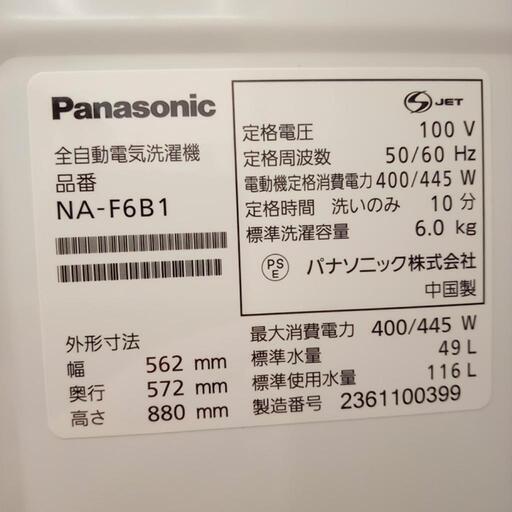 Panasonic
全自動電気洗濯機
品番
NA-F6B1
外形寸法
幅 562 mm
奥行 572 mm
高さ 880 mm
S JET
定格電圧 100 V
定格周波数 50/60 Hz
電動機定格消費電力 400/445 W
定格時間 洗いのみ 10 分
標準洗濯容量 6.0 kg
PS
E
パナソニック株式会社
中国製
最大消費電力 400/445 W
標準水量 49 L
標準使用水量 116 L
製造番号 2361100399